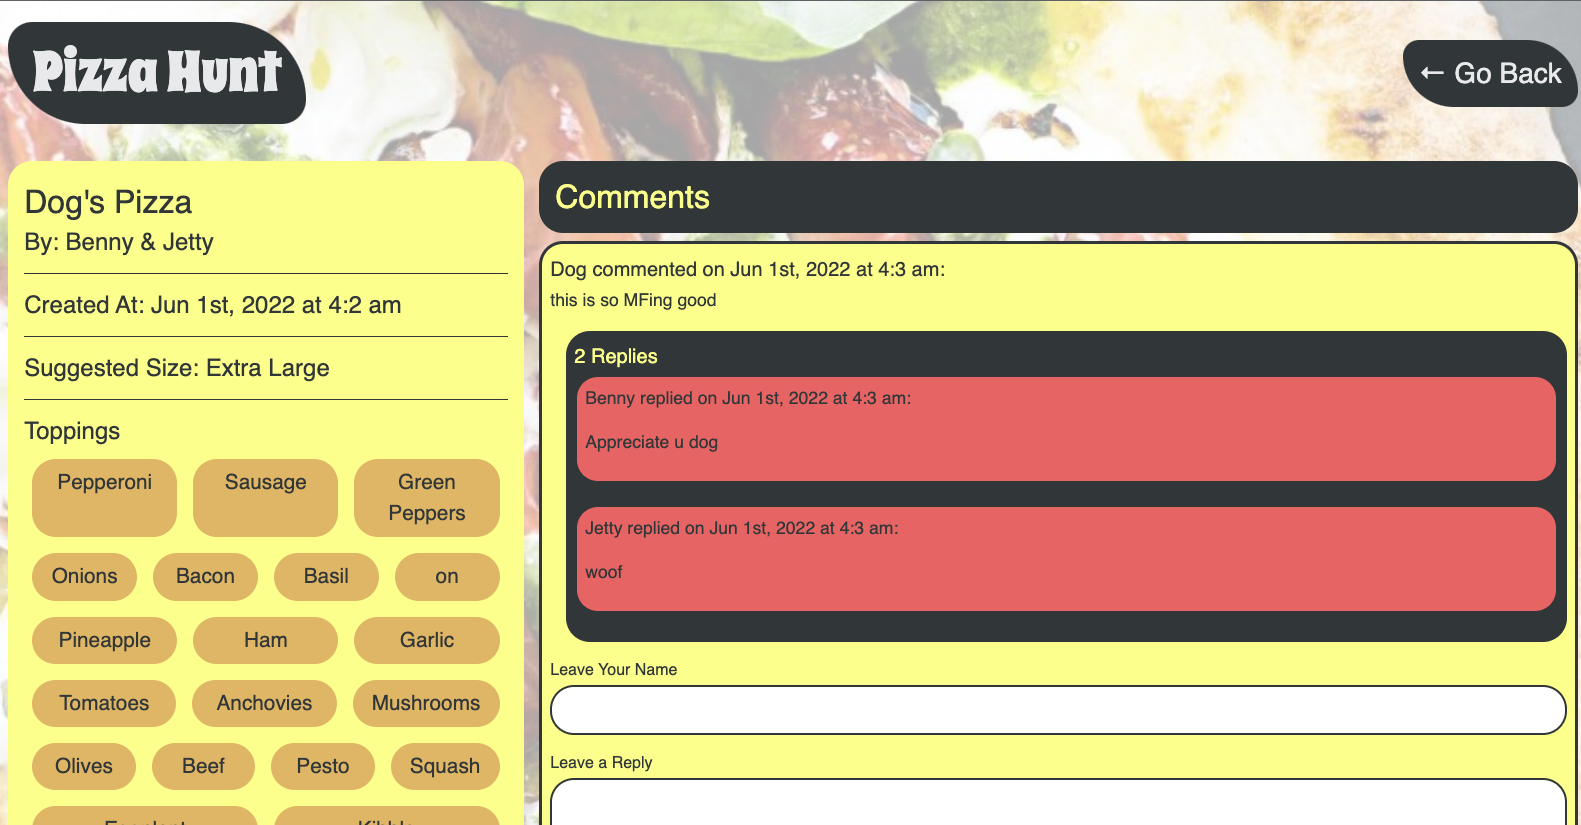 Pizza Hunt
← Go Back
Dog's Pizza
By: Benny & Jetty
Created At: Jun 1st, 2022 at 4:2 am
Suggested Size: Extra Large
Toppings
Pepperoni
Sausage
Green
Peppers
Onions
Bacon
Basil
on
Pineapple
Ham
Garlic
Tomatoes
Anchovies
Mushrooms
Olives
Beef
Pesto
Squash
Comments
Dog commented on Jun 1st, 2022 at 4:3 am:
this is so MFing good
2 Replies
Benny replied on Jun 1st, 2022 at 4:3 am:
Appreciate u dog
Jetty replied on Jun 1st, 2022 at 4:3 am:
woof
Leave Your Name
Leave a Reply